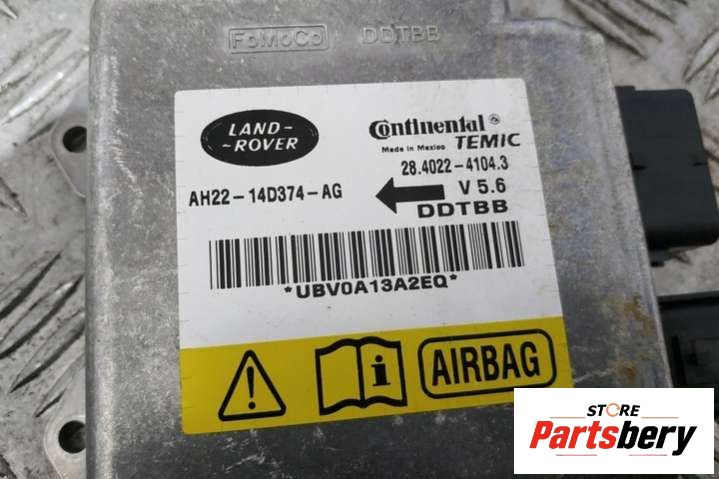 FoMoCo DDTBB
LAND-
-ROVER
Continental
Made in Mexico TEMIC
28.4022-4104.3
AH22-14D374-AG
V 5.6
DDTBB
*UBV0A13A2EQ*
AIRBAG
STORE
Partsbery